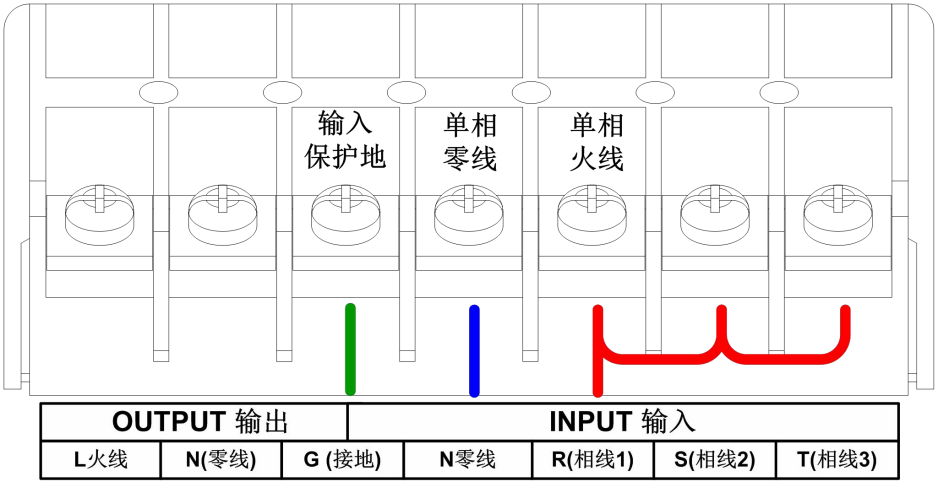 输入
保护地
单相
零线
单相
火线
OUTPUT 输出
INPUT 输入
L火线
N(零线)
G (接地)
N零线
R(相线1)
S(相线2)
T(相线3)